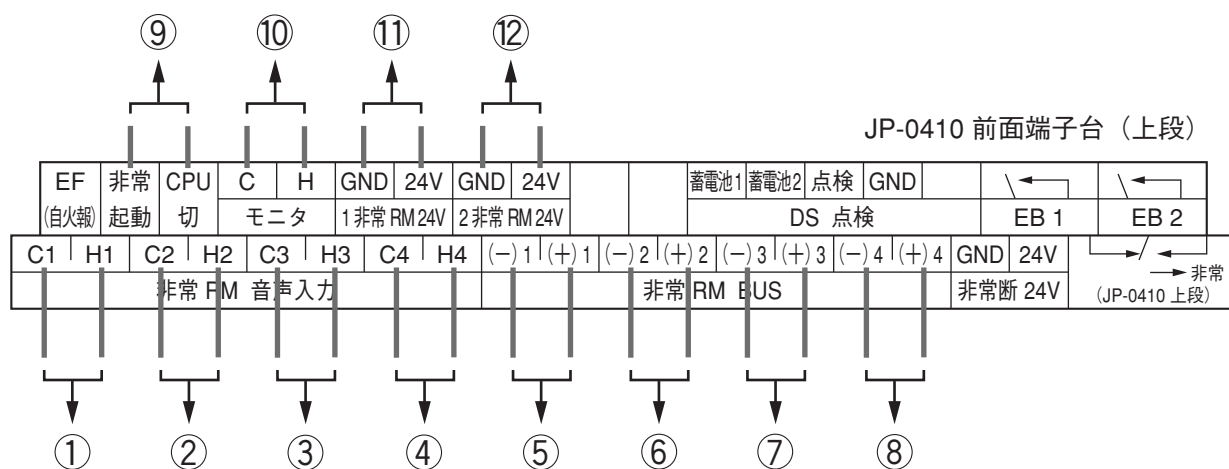 ⑨ ⑩ ⑪ ⑫
JP-0410 前面端子台（上段）
EF 非常 CPU C H GND 24V GND 24V 蓄電池1 蓄電池2 点検 GND
(自火報) 起動 切 モニタ 1非常RM24V 2非常RM24V DS 点検 EB 1 EB 2
C1 H1 C2 H2 C3 H3 C4 H4 (−)1 (+)1 (−)2 (+)2 (−)3 (+)3 (−)4 (+)4 GND 24V
非常
非常 RM 音声入力 非常 RM BUS 非常断 24V (JP-0410 上段)
① ② ③ ④ ⑤ ⑥ ⑦ ⑧